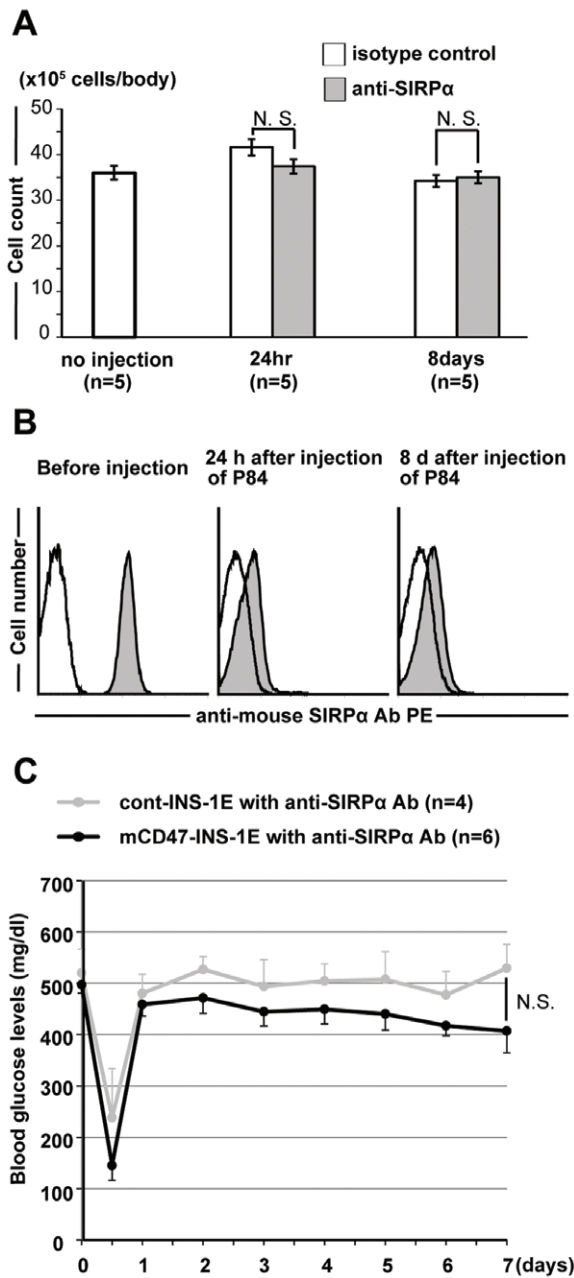 A
(x10⁵ cells/body)
isotype control
anti-SIRPα
50
40
30
20
10
0
Cell count
N. S.
N. S.
no injection
(n=5)
24hr
(n=5)
8days
(n=5)
B
Before injection
24 h after injection
of P84
8 d after injection
of P84
Cell number
anti-mouse SIRPα Ab PE
C
cont-INS-1E with anti-SIRPα Ab (n=4)
mCD47-INS-1E with anti-SIRPα Ab (n=6)
Blood glucose levels (mg/dl)
700
600
500
400
300
200
100
0
N.S.
0 1 2 3 4 5 6 7 (days)